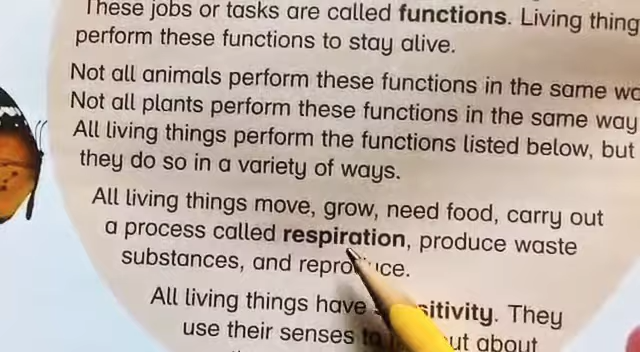 These jobs or tasks are called functions. Living thing
perform these functions to stay alive.
Not all animals perform these functions in the same
Not all plants perform these functions in the same way
All living things perform the functions listed below, but
they do so in a variety of ways.
All living things move, grow, need food, carry out
a process called respiration, produce waste
substances, and
All living things have They
use their senses about